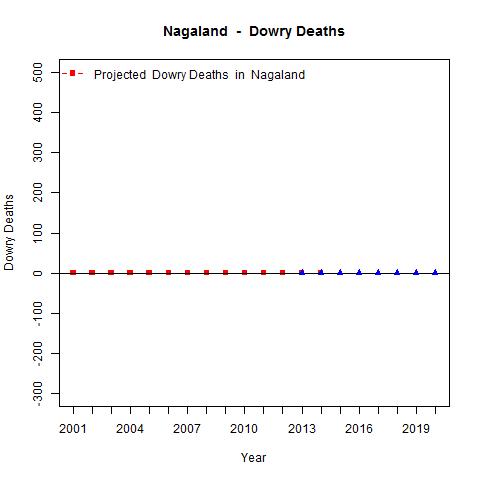 Nagaland - Dowry Deaths
Projected Dowry Deaths in Nagaland
Dowry Deaths
500
400
300
200
100
0
-100
-200
-300
2001 2004 2007 2010 2013 2016 2019
Year